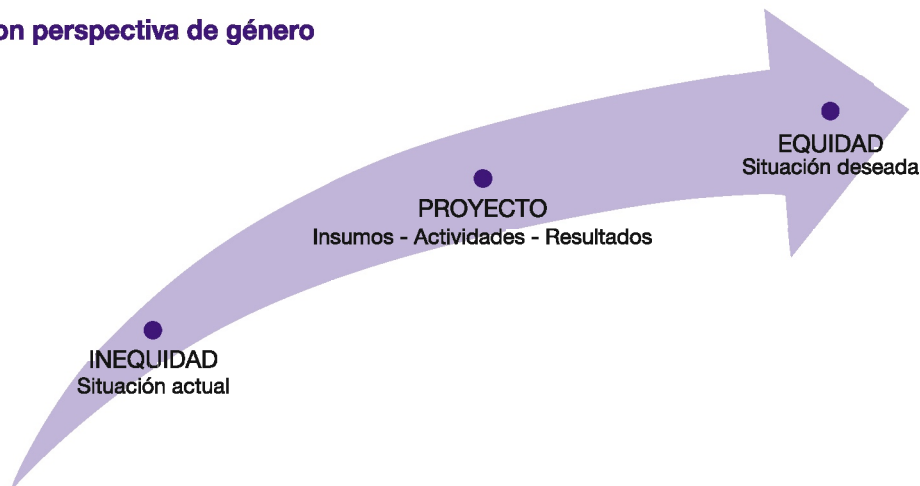 on perspectiva de género
EQUIDAD
Situación deseada
PROYECTO
Insumos - Actividades - Resultados
INEQUIDAD
Situación actual